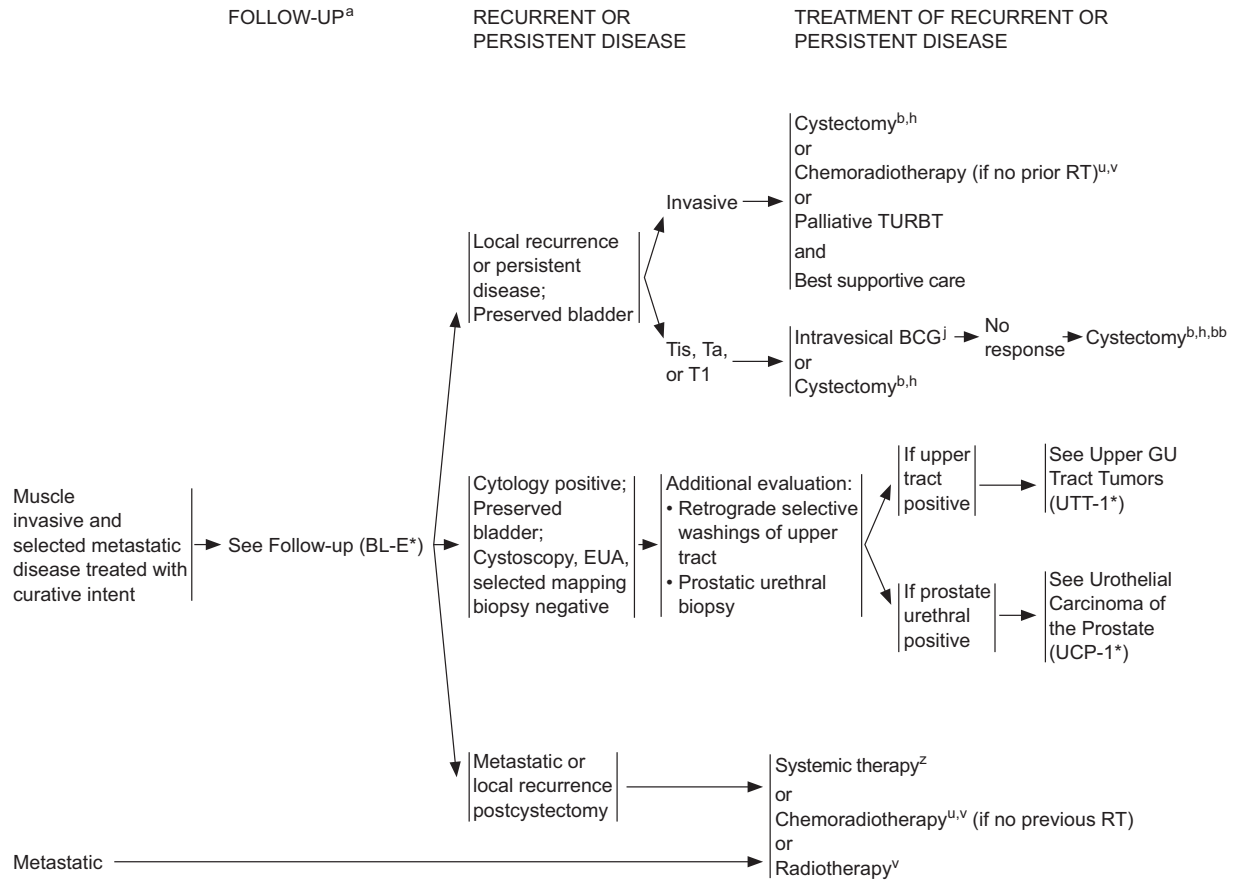 FOLLOW-UPa
RECURRENT OR
PERSISTENT DISEASE
TREATMENT OF RECURRENT OR
PERSISTENT DISEASE
Muscle
invasive and
selected metastatic
disease treated with
curative intent
See Follow-up (BL-E*)
Local recurrence
or persistent
disease;
Preserved bladder
Invasive
Cystectomyb,h
or
Chemoradiotherapy (if no prior RT)u,v
or
Palliative TURBT
and
Best supportive care
Tis, Ta,
or T1
Intravesical BCGj
or
Cystectomyb,h
No
response
Cystectomyb,h,bb
Cytology positive;
Preserved
bladder;
Cystoscopy, EUA,
selected mapping
biopsy negative
Additional evaluation:
• Retrograde selective
washings of upper
tract
• Prostatic urethral
biopsy
If upper
tract
positive
See Upper GU
Tract Tumors
(UTT-1*)
If prostate
urethral
positive
See Urothelial
Carcinoma of
the Prostate
(UCP-1*)
Metastatic or
local recurrence
postcystectomy
Metastatic
Systemic therapyz
or
Chemoradiotherapyu,v (if no previous RT)
or
Radiotherapyv